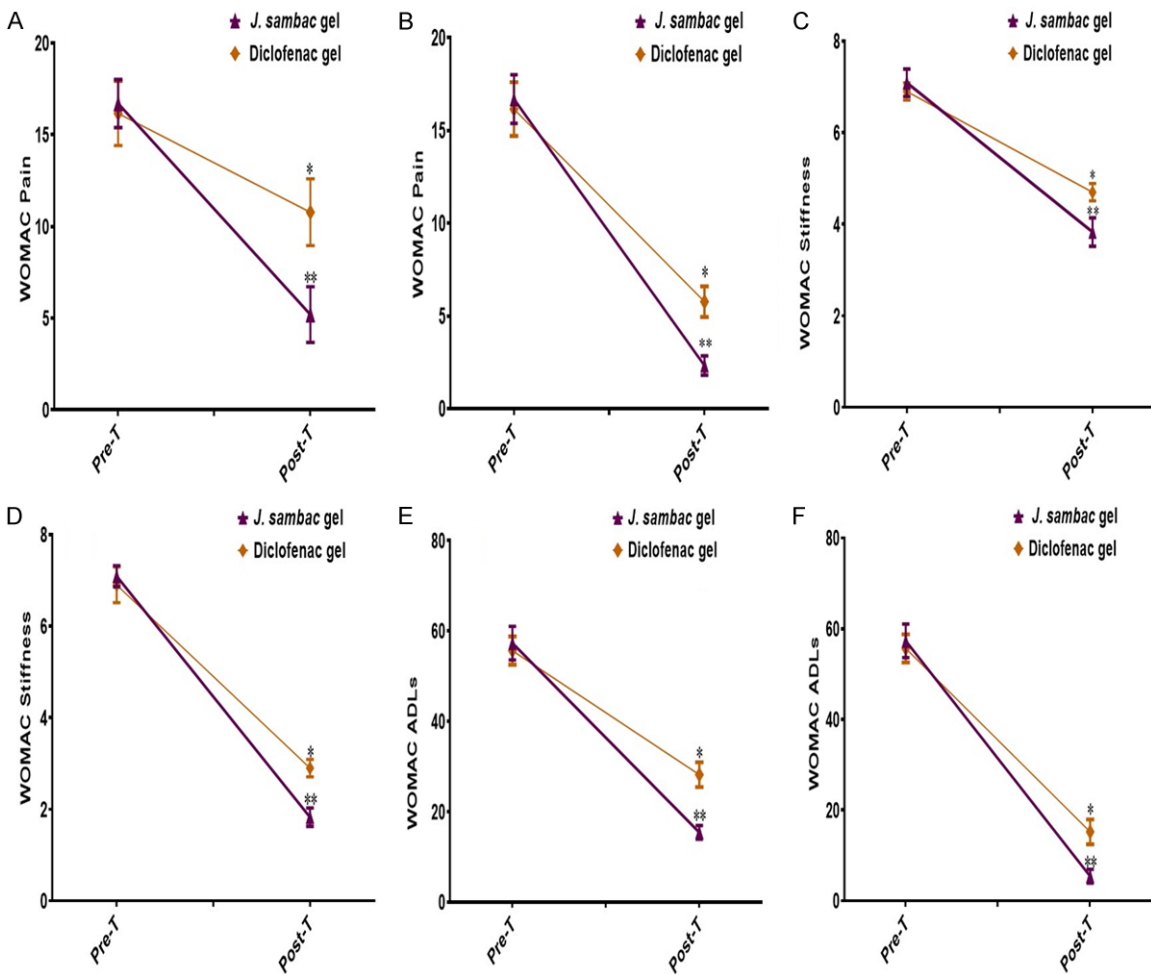 A
J. sambac gel
Diclofenac gel
20
15
10
5
0
WOMAC Pain
*
**
Pre-T
Post-T
B
J. sambac gel
Diclofenac gel
20
15
10
5
0
WOMAC Pain
*
**
Pre-T
Post-T
C
J. sambac gel
Diclofenac gel
8
6
4
2
0
WOMAC Stiffness
*
**
Pre-T
Post-T
D
J. sambac gel
Diclofenac gel
8
6
4
2
0
WOMAC Stiffness
*
**
Pre-T
Post-T
E
J. sambac gel
Diclofenac gel
80
60
40
20
0
WOMAC ADLs
*
**
Pre-T
Post-T
F
J. sambac gel
Diclofenac gel
80
60
40
20
0
WOMAC ADLs
*
**
Pre-T
Post-T